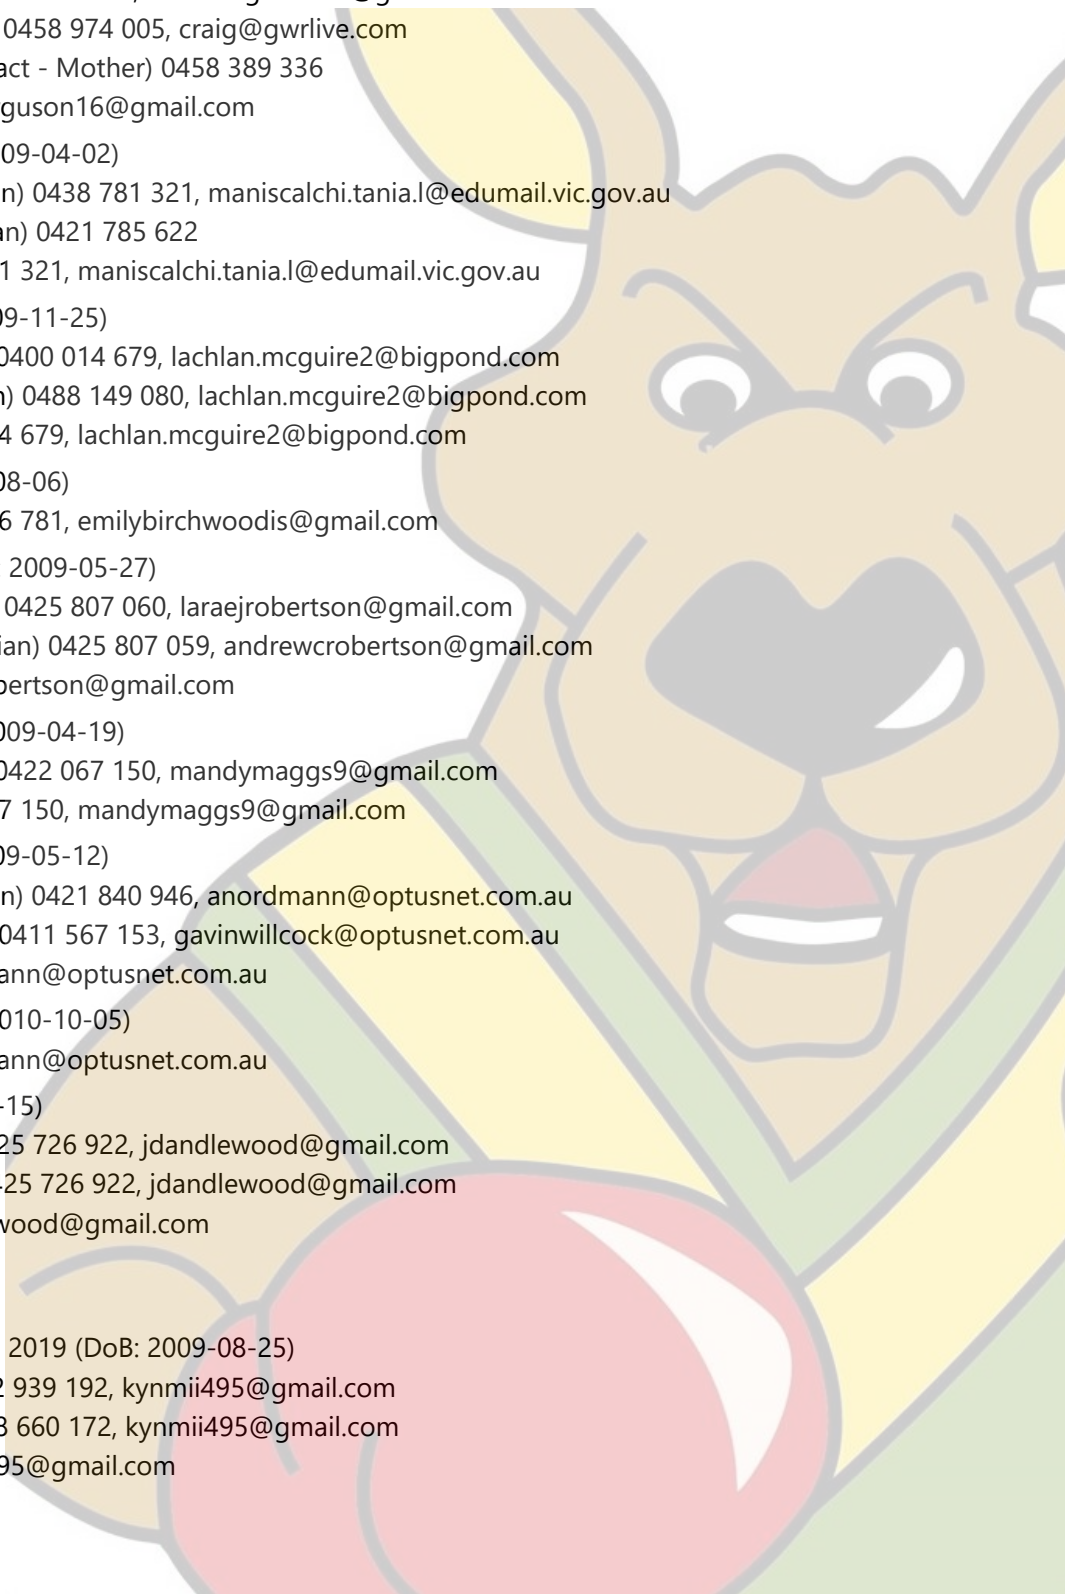 0458 974 005, craig@gwrlive.com
act - Mother) 0458 389 336
guson16@gmail.com
09-04-02)
n) 0438 781 321, maniscalchi.tania.l@edumail.vic.gov.au
an) 0421 785 622
1 321, maniscalchi.tania.l@edumail.vic.gov.au
09-11-25)
0400 014 679, lachlan.mcguire2@bigpond.com
n) 0488 149 080, lachlan.mcguire2@bigpond.com
4 679, lachlan.mcguire2@bigpond.com
08-06)
6 781, emilybirchwoodis@gmail.com
2009-05-27)
0425 807 060, laraejrobertson@gmail.com
ian) 0425 807 059, andrewcrobertson@gmail.com
bertson@gmail.com
009-04-19)
0422 067 150, mandymaggs9@gmail.com
7 150, mandymaggs9@gmail.com
09-05-12)
n) 0421 840 946, anordmann@optusnet.com.au
0411 567 153, gavinwillcock@optusnet.com.au
ann@optusnet.com.au
010-10-05)
ann@optusnet.com.au
-15)
25 726 922, jdandlewood@gmail.com
25 726 922, jdandlewood@gmail.com
wood@gmail.com
2019 (DoB: 2009-08-25)
2 939 192, kynmii495@gmail.com
8 660 172, kynmii495@gmail.com
95@gmail.com